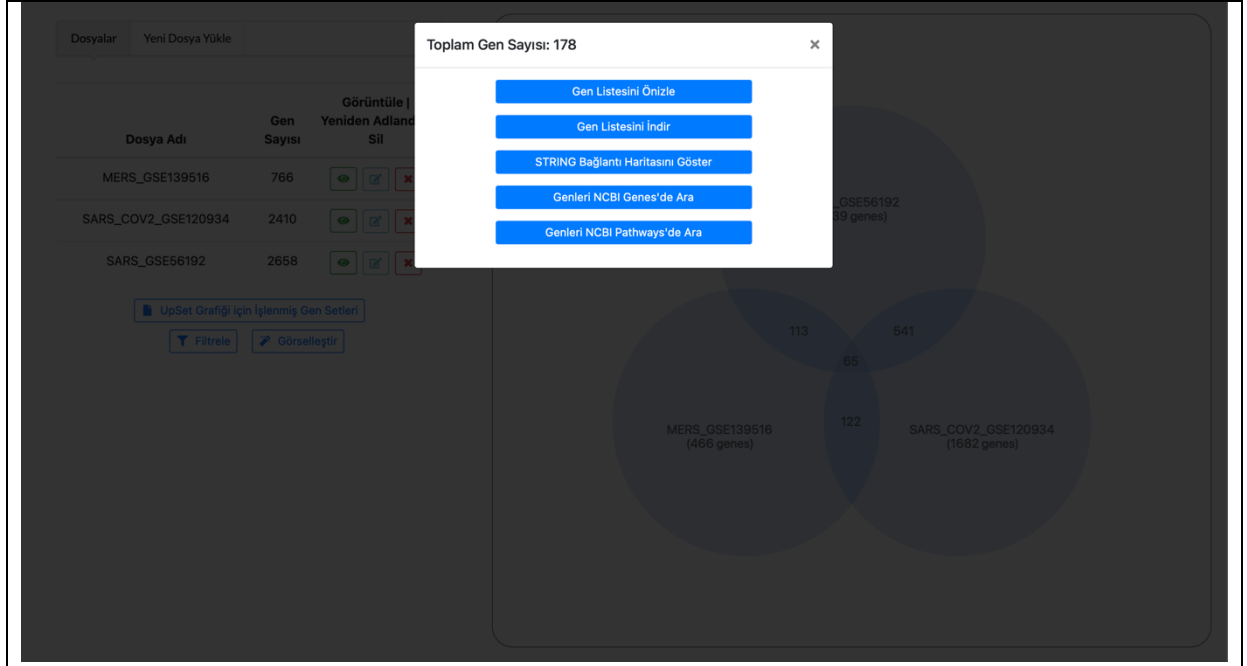 Dosyalar Yeni Dosya Yükle
Dosya Adı
Gen
Sayısı
Görüntüle |
Yeniden Adland
Sil
MERS_GSE139516 766
SARS_COV2_GSE120934 2410
SARS_GSE56192 2658
UpSet Grafiği için İşlenmiş Gen Setleri
Filtrele Görselleştir
Toplam Gen Sayısı: 178 ×
Gen Listesini Önizle
Gen Listesini İndir
STRING Bağlantı Haritasını Göster
Genleri NCBI Genes'de Ara
Genleri NCBI Pathways'de Ara
_GSE56192
39 genes)
113
541
65
122
MERS_GSE139516
(466 genes)
SARS_COV2_GSE120934
(1682 genes)